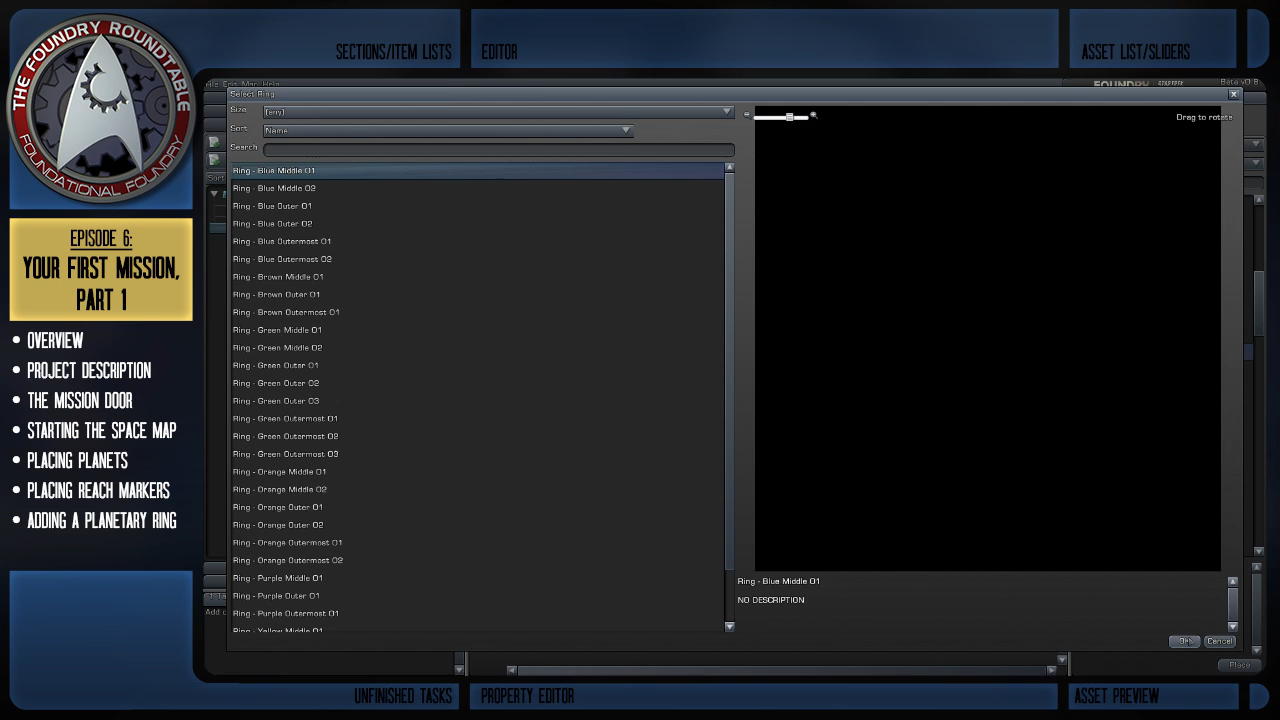 THE FOUNDRY ROUNDTABLE
FOUNDATIONAL FOUNDRY
SECTIONS/ITEM LISTS
EDITOR
ASSET LIST/SLIDERS
EPISODE 6:
YOUR FIRST MISSION,
PART 1
• OVERVIEW
• PROJECT DESCRIPTION
• THE MISSION DOOR
• STARTING THE SPACE MAP
• PLACING PLANETS
• PLACING REACH MARKERS
• ADDING A PLANETARY RING
FOUNDRY
Select Ring
Size
Sort
Name
Search
Drag to rotate
Ring - Blue Middle 01
Ring - Blue Middle 02
Ring - Blue Outer 01
Ring - Blue Outer 02
Ring - Blue Outermost 01
Ring - Blue Outermost 02
Ring - Brown Middle 01
Ring - Brown Outer 01
Ring - Brown Outermost 01
Ring - Green Middle 01
Ring - Green Middle 02
Ring - Green Outer 01
Ring - Green Outer 02
Ring - Green Outer 03
Ring - Green Outermost 01
Ring - Green Outermost 02
Ring - Green Outermost 03
Ring - Orange Middle 01
Ring - Orange Middle 02
Ring - Orange Outer 01
Ring - Orange Outer 02
Ring - Orange Outermost 01
Ring - Orange Outermost 02
Ring - Purple Middle 01
Ring - Purple Outer 01
Ring - Purple Outermost 01
Ring - Yellow Middle 01
Ring - Blue Middle 01
NO DESCRIPTION
Cancel
Place
UNFINISHED TASKS
PROPERTY EDITOR
ASSET PREVIEW